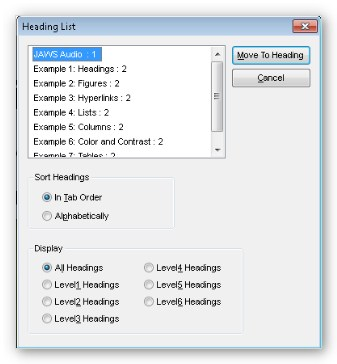 Heading List
JAWS Audio : 1
Example 1: Headings : 2
Example 2: Figures : 2
Example 3: Hyperlinks : 2
Example 4: Lists : 2
Example 5: Columns : 2
Example 6: Color and Contrast : 2
Example 7: Tables : 2
Move To Heading
Cancel
Sort Headings
In Tab Order
Alphabetically
Display
All Headings
Level1 Headings
Level2 Headings
Level3 Headings
Level4 Headings
Level5 Headings
Level6 Headings